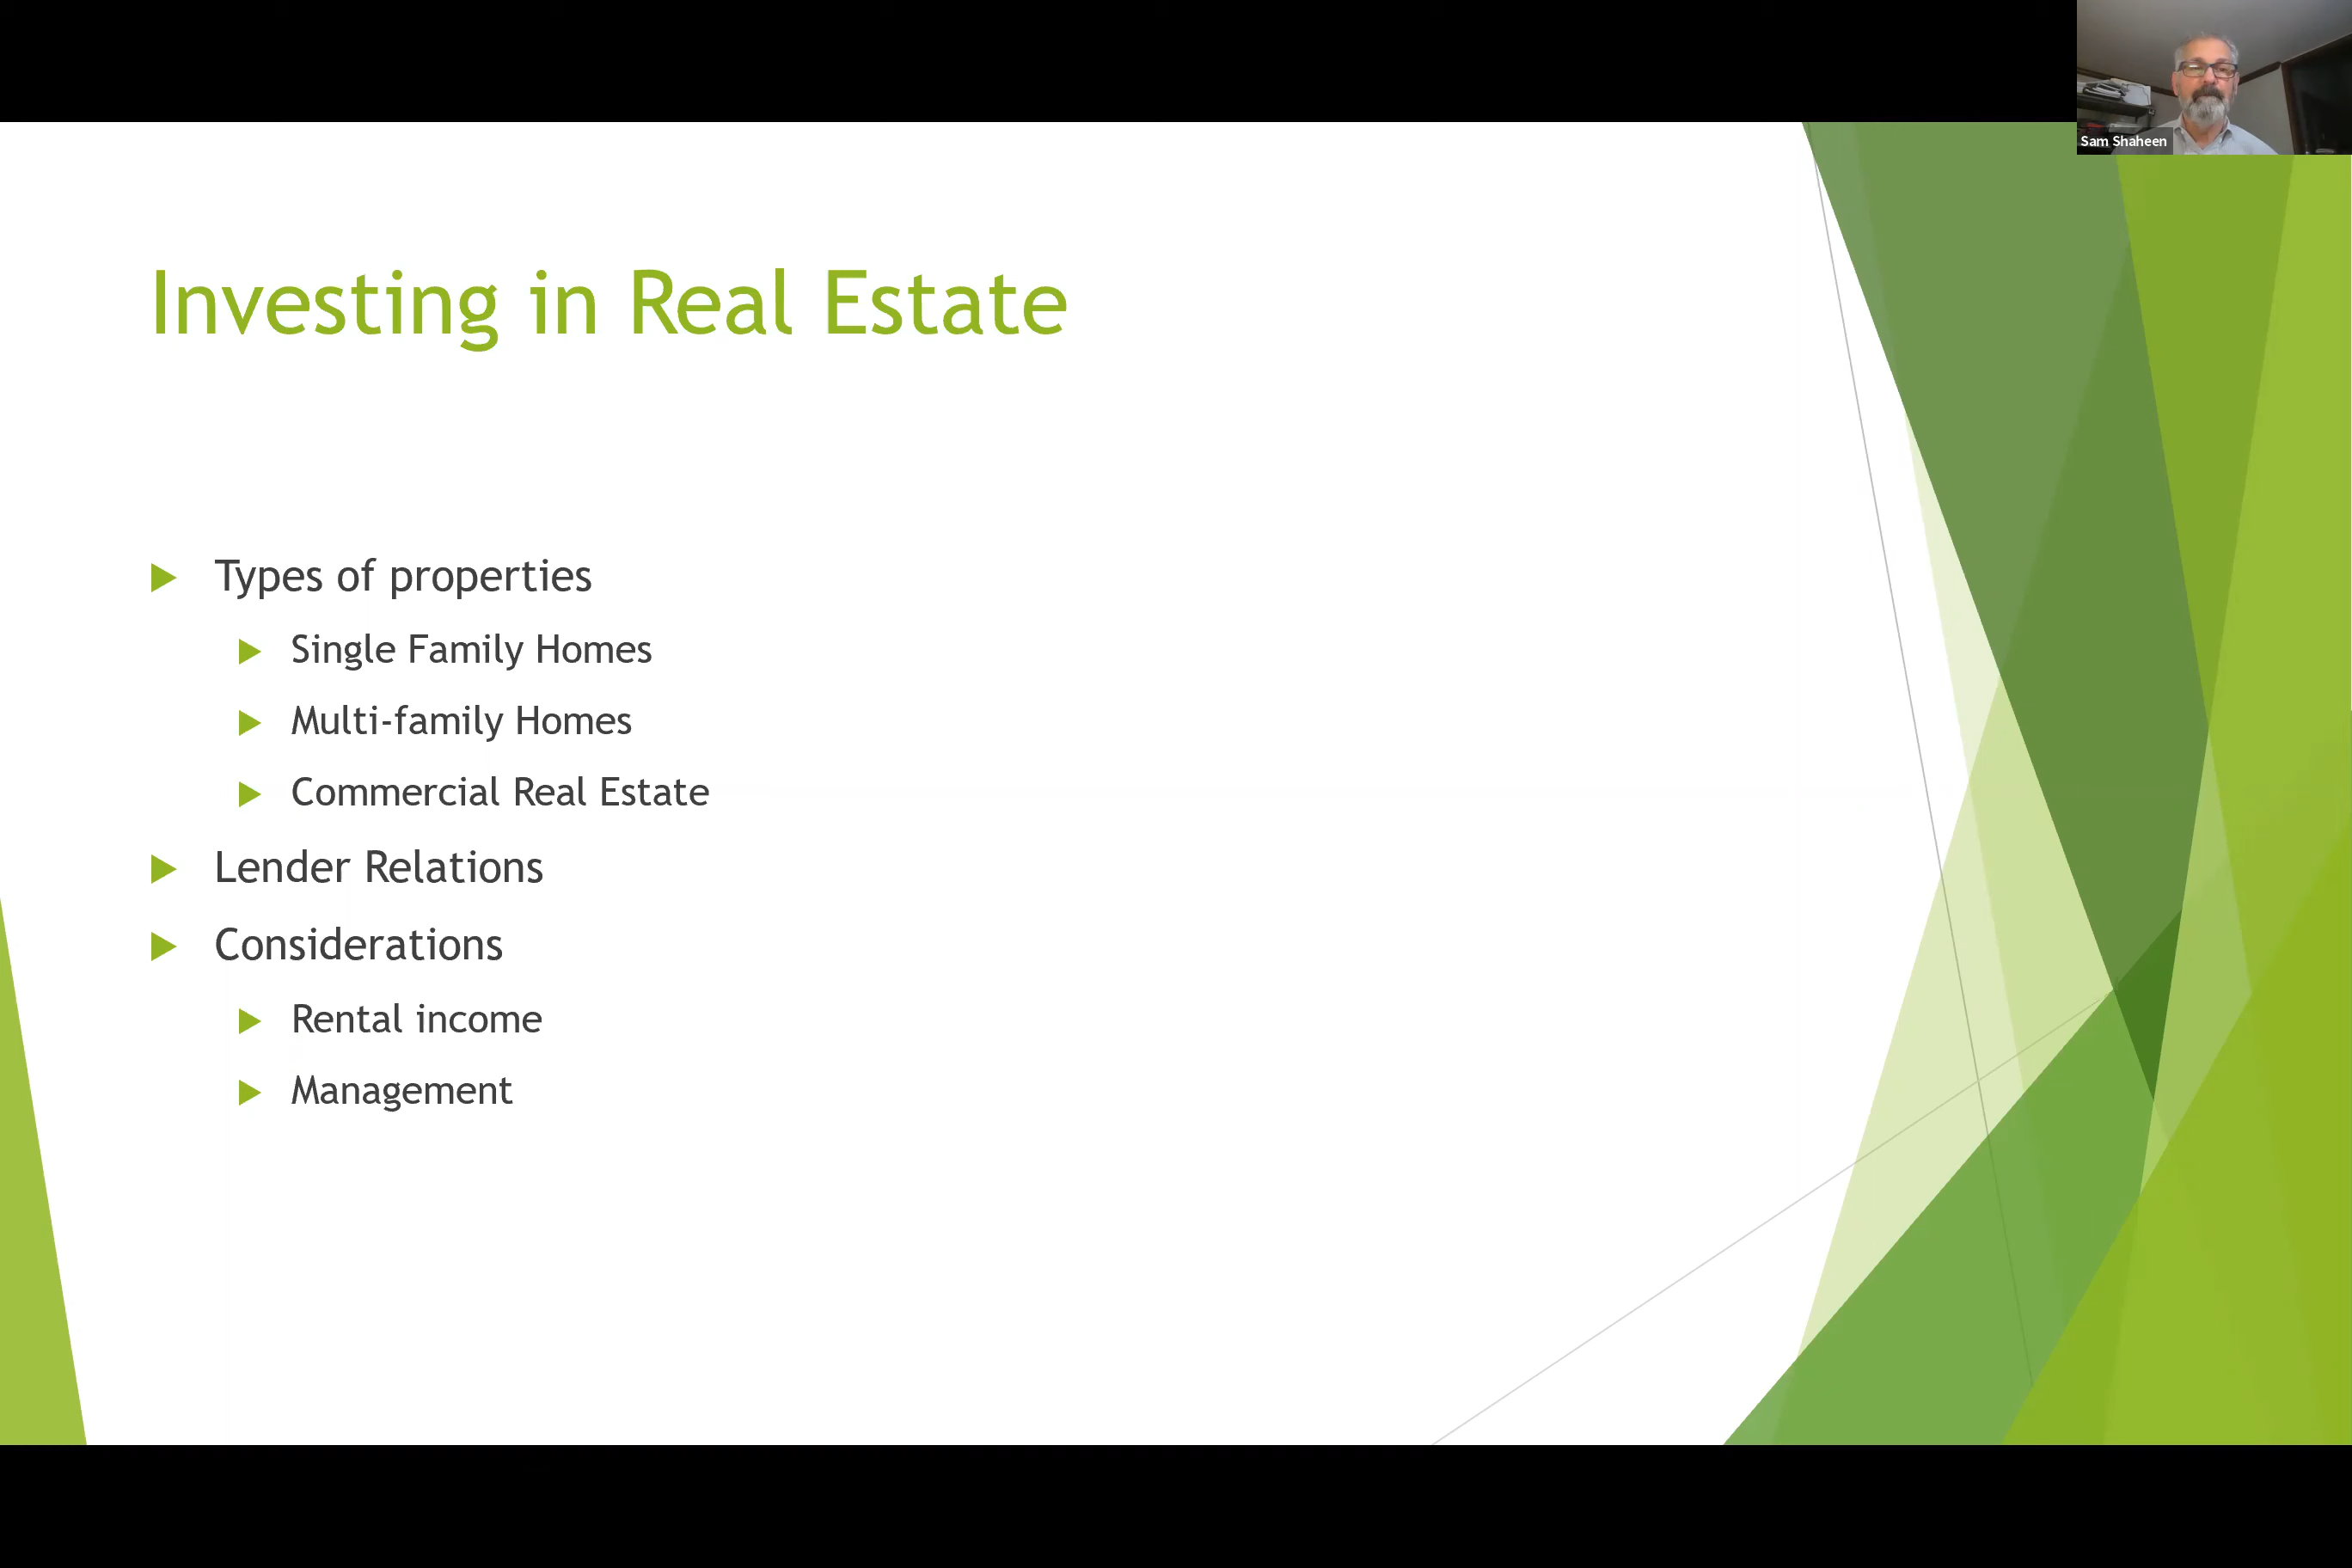 Sam Shaheen
Investing in Real Estate
Types of properties
Single Family Homes
Multi-family Homes
Commercial Real Estate
Lender Relations
Considerations
Rental income
Management